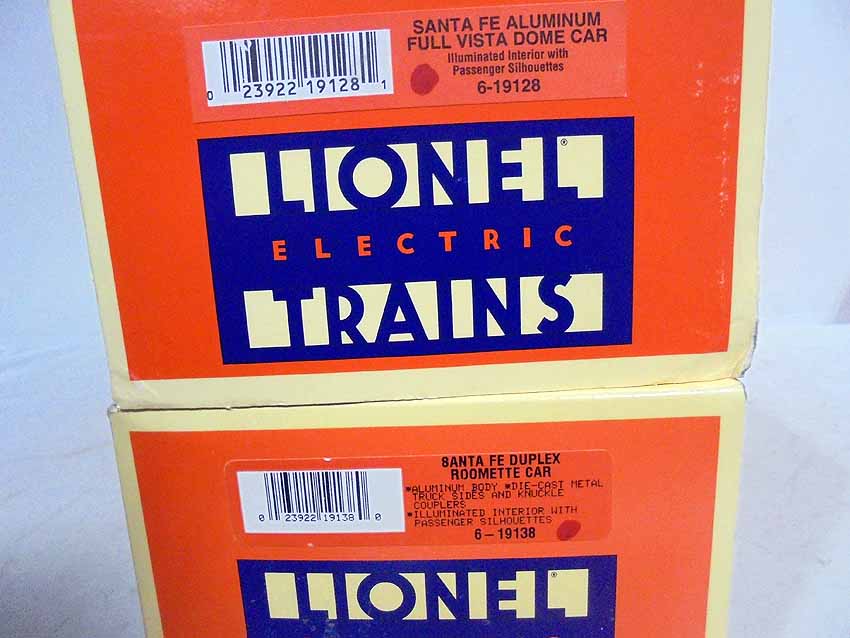 SANTA FE ALUMINUM
FULL VISTA DOME CAR
Illuminated Interior with
Passenger Silhouettes
6-19128
0 23922 19128 1
LIONEL®
ELECTRIC
TRAINS
8ANTA FE DUPLEX
ROOMETTE CAR
*ALUMINUM BODY *DIE-CAST METAL
TRUCK SIDES AND KNUCKLE
COUPLERS
*ILLUMINATED INTERIOR WITH
PASSENGER SILHOUETTES
6-19138
0 23922 19138 0
LIONEL®